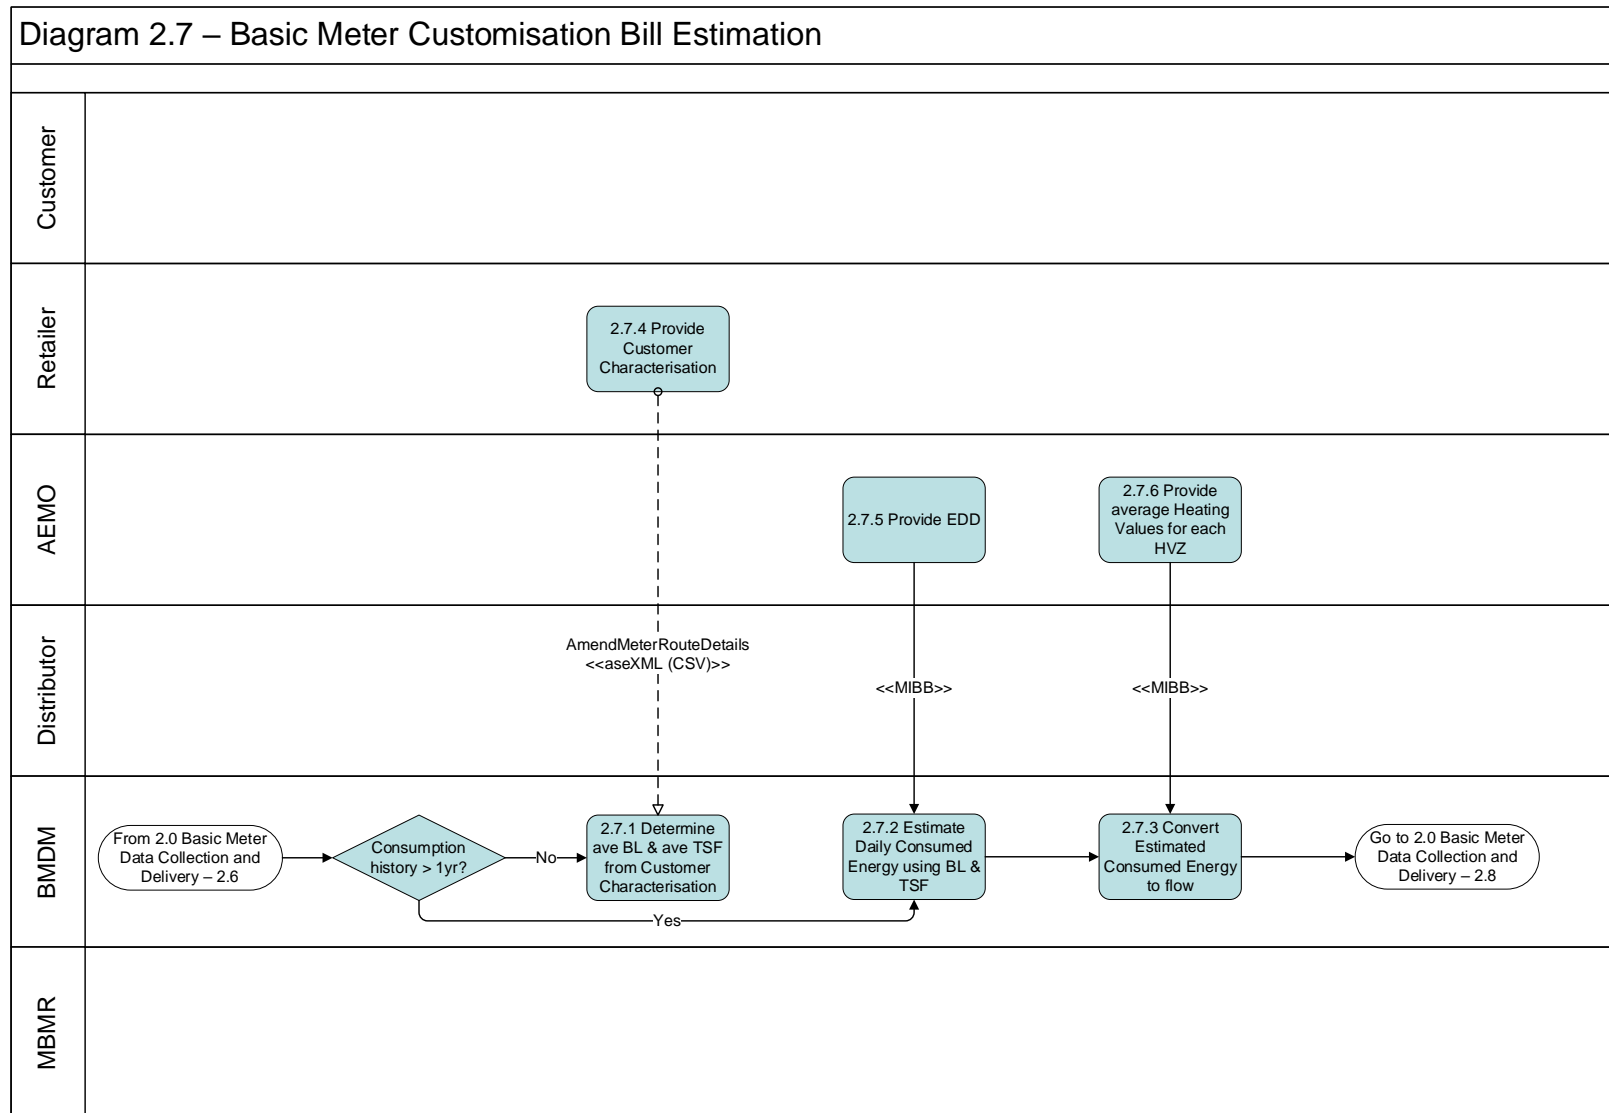 Diagram 2.7 – Basic Meter Customisation Bill Estimation
Customer
Retailer
2.7.4 Provide
Customer
Characterisation
AEMO
2.7.5 Provide EDD
2.7.6 Provide
average Heating
Values for each
HVZ
Distributor
AmendMeterRouteDetails
<<aseXML (CSV)>>
<<MIBB>>
<<MIBB>>
BMDM
From 2.0 Basic Meter
Data Collection and
Delivery – 2.6
Consumption
history > 1yr?
No
2.7.1 Determine
ave BL & ave TSF
from Customer
Characterisation
Yes
2.7.2 Estimate
Daily Consumed
Energy using BL &
TSF
2.7.3 Convert
Estimated
Consumed Energy
to flow
Go to 2.0 Basic Meter
Data Collection and
Delivery – 2.8
MBMR